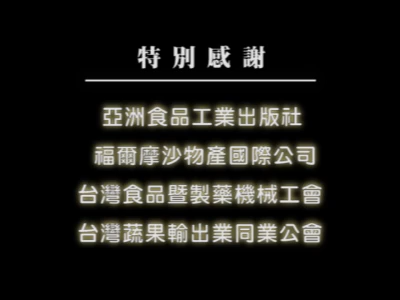 特別感謝
亞洲食品工業出版社
福爾摩沙物產國際公司
台灣食品暨製藥機械工會
台灣蔬果輸出業同業公會